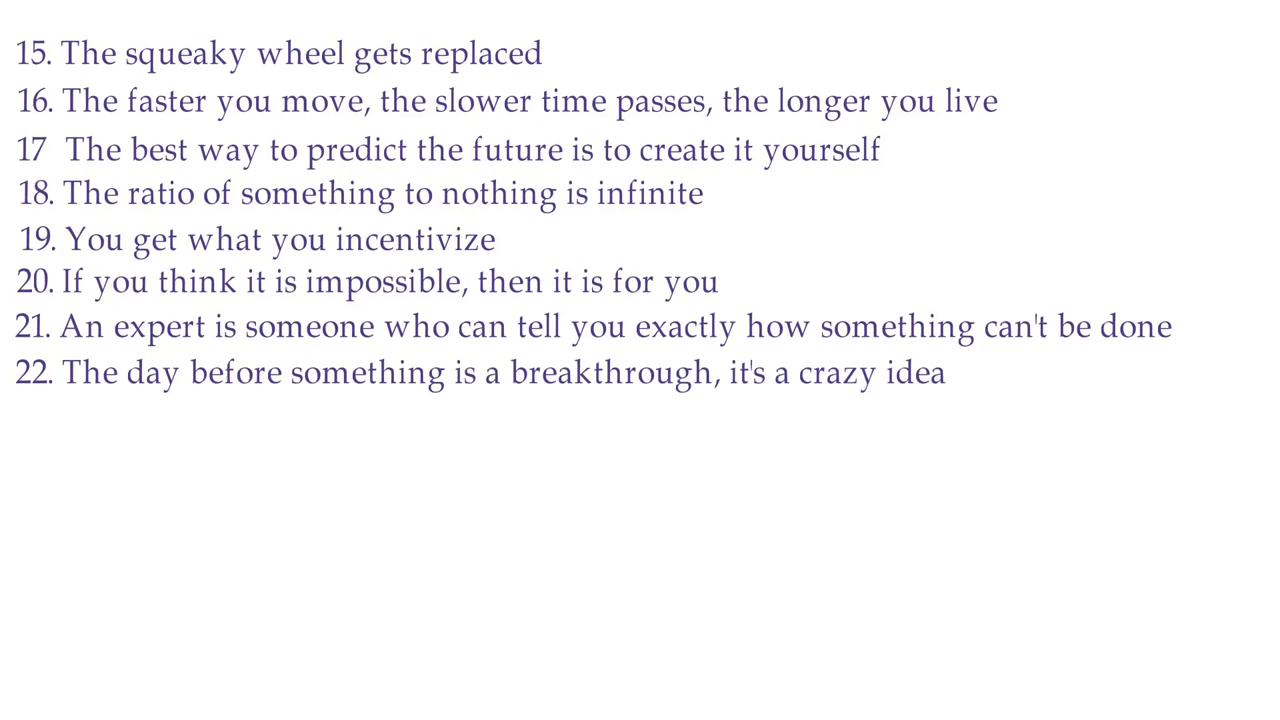 15. The squeaky wheel gets replaced
16. The faster you move, the slower time passes, the longer you live
17  The best way to predict the future is to create it yourself
18. The ratio of something to nothing is infinite
19. You get what you incentivize
20. If you think it is impossible, then it is for you
21. An expert is someone who can tell you exactly how something can't be done
22. The day before something is a breakthrough, it's a crazy idea